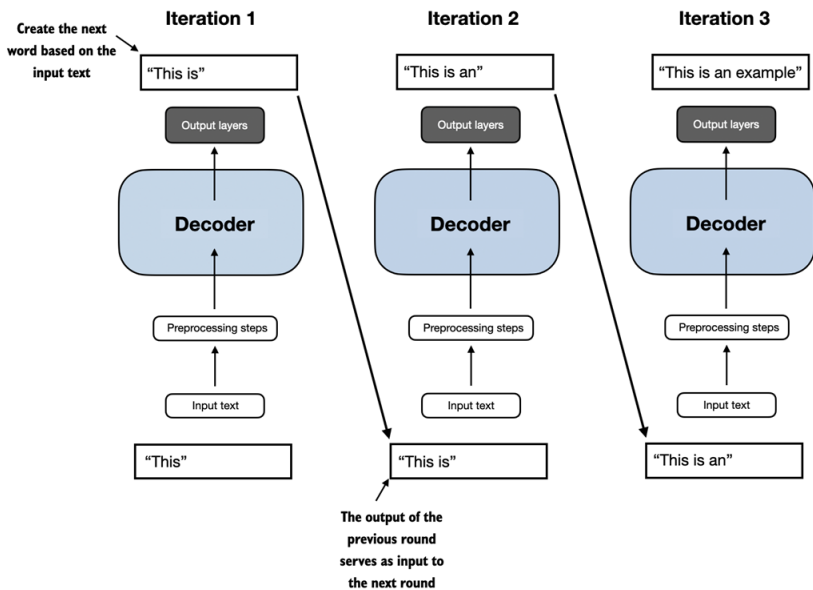 Iteration 1
Iteration 2
Iteration 3
Create the next
word based on the
input text
“This is”
“This is an”
“This is an example”
Output layers
Output layers
Output layers
Decoder
Decoder
Decoder
Preprocessing steps
Preprocessing steps
Preprocessing steps
Input text
Input text
Input text
“This”
“This is”
“This is an”
The output of the
previous round
serves as input to
the next round